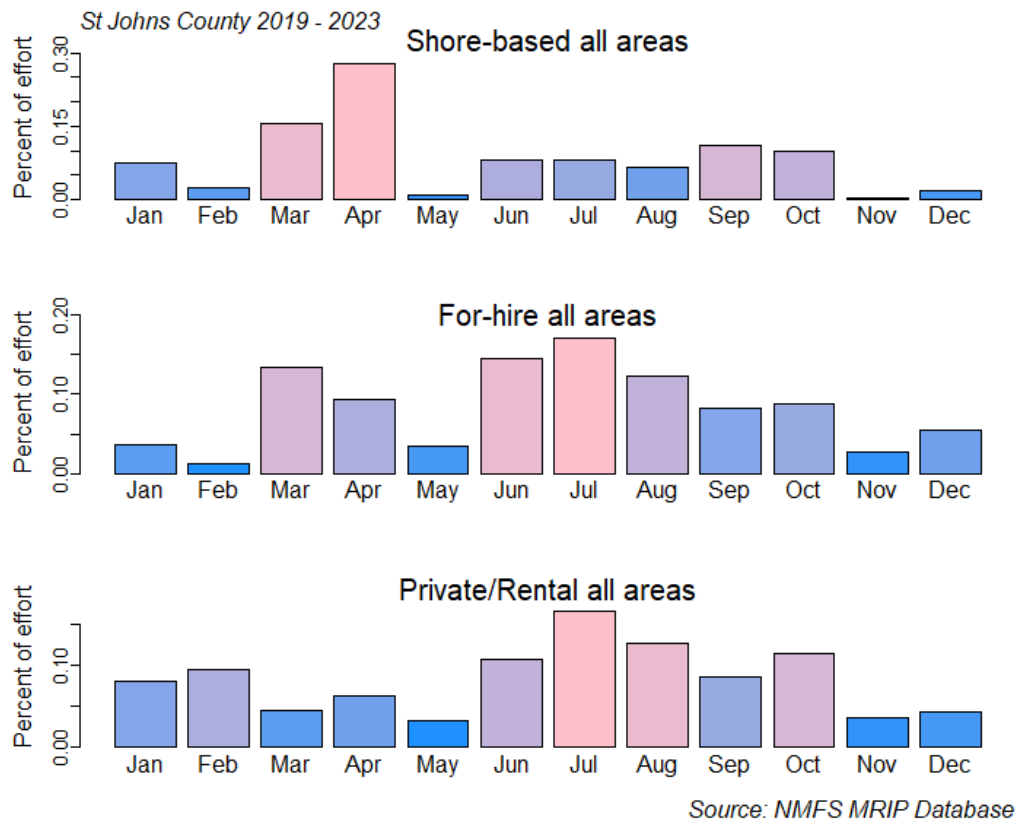 St Johns County 2019 - 2023
Shore-based all areas
Percent of effort
0.30
0.15
0.00
Jan Feb Mar Apr May Jun Jul Aug Sep Oct Nov Dec
For-hire all areas
Percent of effort
0.20
0.10
0.00
Jan Feb Mar Apr May Jun Jul Aug Sep Oct Nov Dec
Private/Rental all areas
Percent of effort
0.10
0.00
Jan Feb Mar Apr May Jun Jul Aug Sep Oct Nov Dec
Source: NMFS MRIP Database